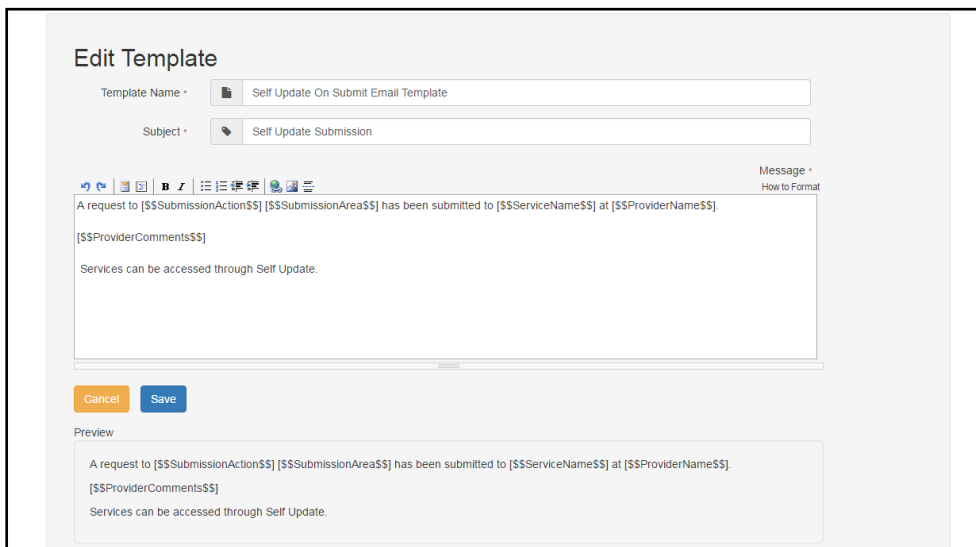 Edit Template
Template Name *
Self Update On Submit Email Template
Subject *
Self Update Submission
Message *
How to Format
B I
A request to [$$SubmissionAction$$] [$$SubmissionArea$$] has been submitted to [$$ServiceName$$] at [$$ProviderName$$].
[$$ProviderComments$$]
Services can be accessed through Self Update.
Cancel Save
Preview
A request to [$$SubmissionAction$$] [$$SubmissionArea$$] has been submitted to [$$ServiceName$$] at [$$ProviderName$$].
[$$ProviderComments$$]
Services can be accessed through Self Update.